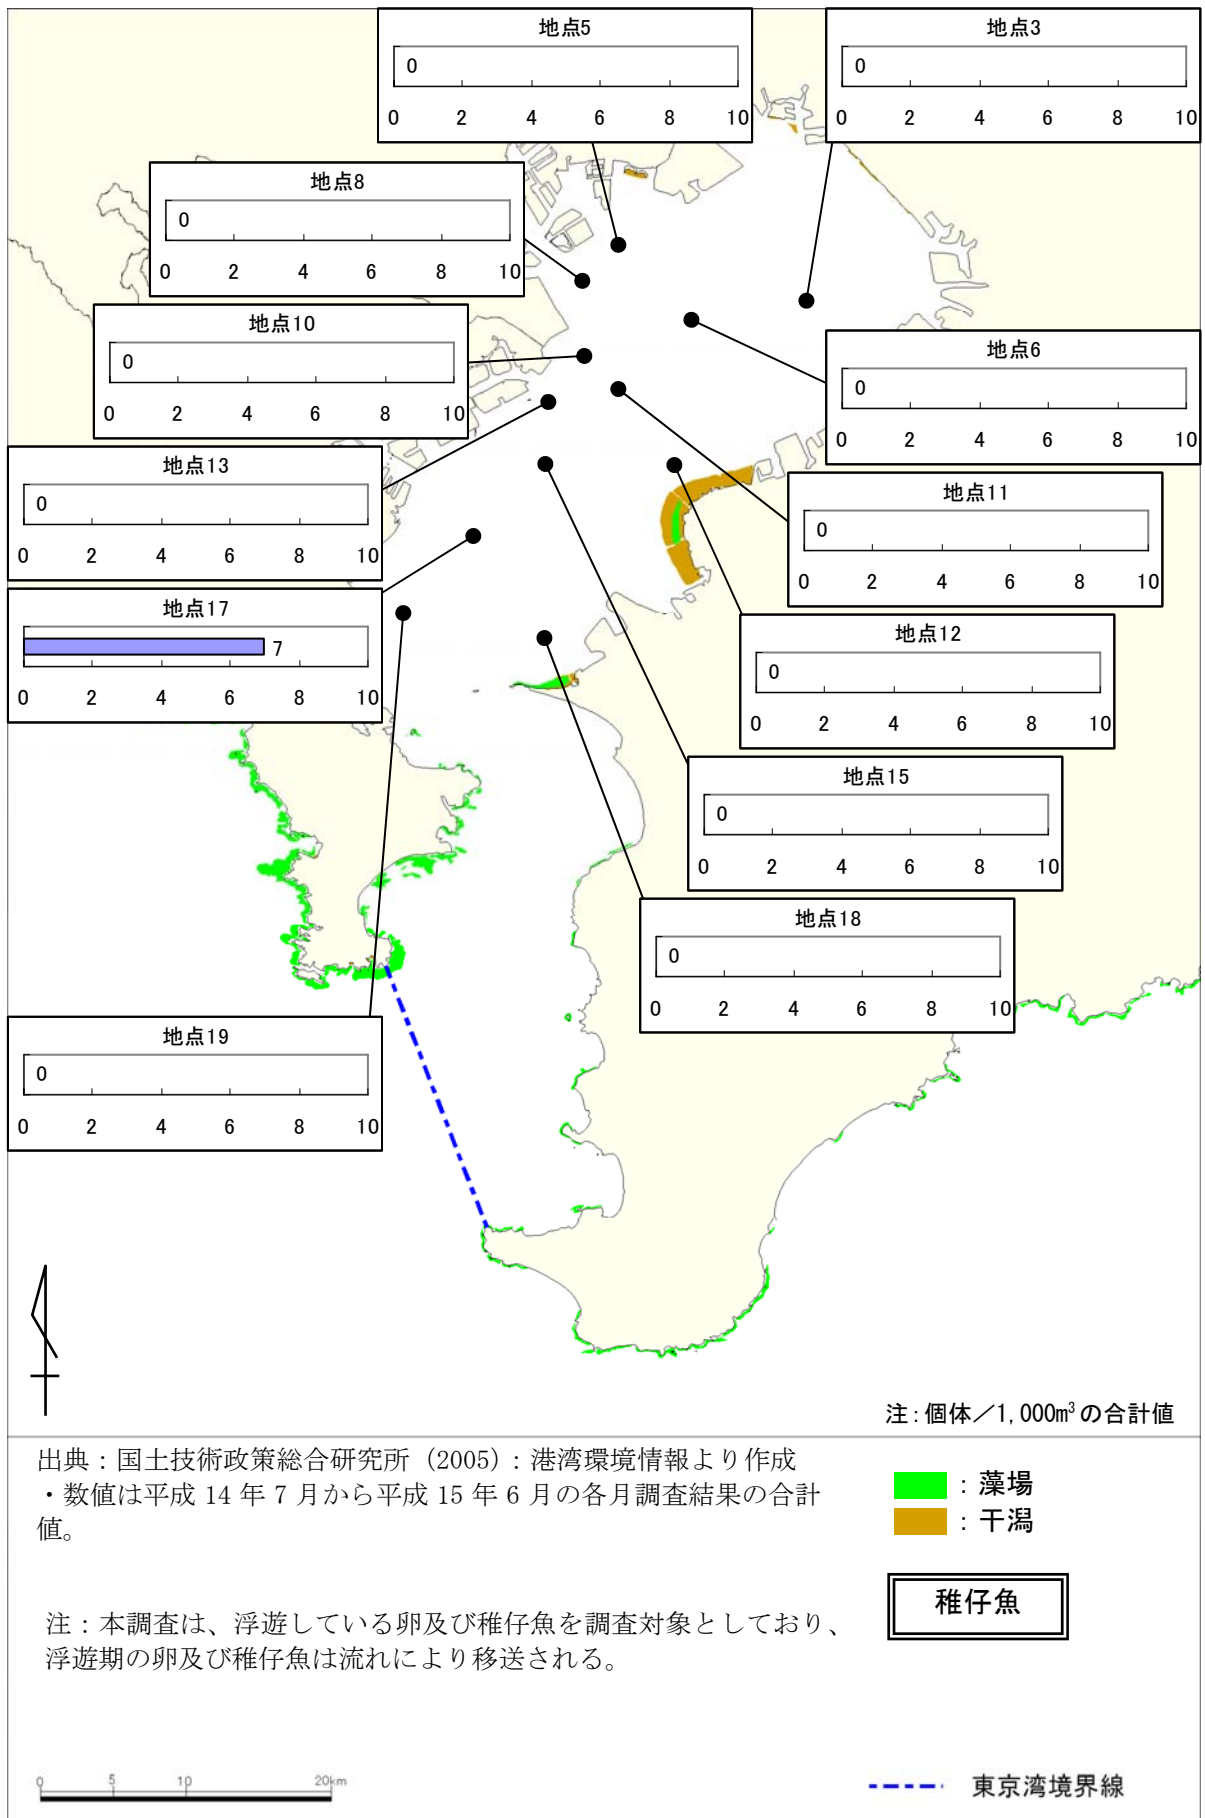 地点5
0
0 2 4 6 8 10
地点3
0
0 2 4 6 8 10
地点8
0
0 2 4 6 8 10
地点10
0
0 2 4 6 8 10
地点6
0
0 2 4 6 8 10
地点13
0
0 2 4 6 8 10
地点11
0
0 2 4 6 8 10
地点17
7
0 2 4 6 8 10
地点12
0
0 2 4 6 8 10
地点15
0
0 2 4 6 8 10
地点18
0
0 2 4 6 8 10
地点19
0
0 2 4 6 8 10
注:個体／1,000m³の合計値
出典：国土技術政策総合研究所（2005）：港湾環境情報より作成
・数値は平成 14 年 7 月から平成 15 年 6 月の各月調査結果の合計
値。
：藻場
：干潟
稚仔魚
注：本調査は、浮遊している卵及び稚仔魚を調査対象としており、
浮遊期の卵及び稚仔魚は流れにより移送される。
0 5 10 20km
東京湾境界線